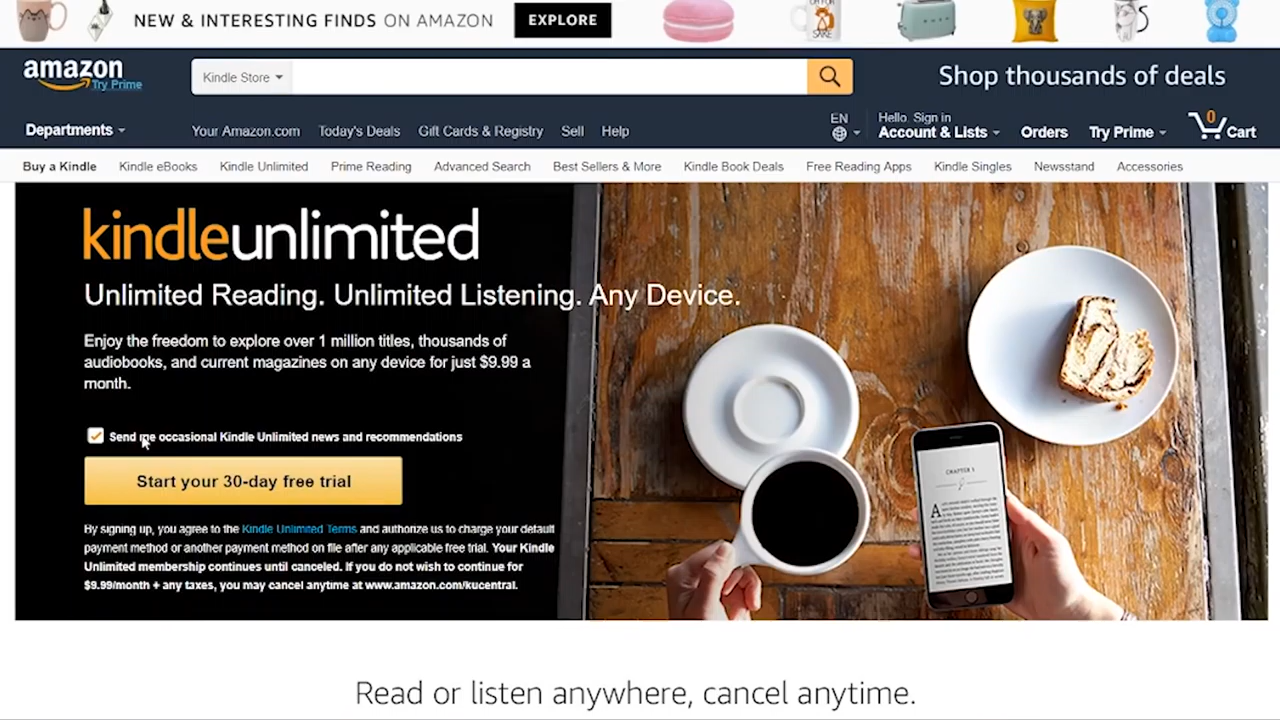 NEW & INTERESTING FINDS ON AMAZON EXPLORE
amazon
Try Prime
Kindle Store
Shop thousands of deals
Departments
Your Amazon.com Today's Deals Gift Cards & Registry Sell Help
EN
Hello. Sign in
Account & Lists
Orders
Try Prime
0
Cart
Buy a Kindle Kindle eBooks Kindle Unlimited Prime Reading Advanced Search Best Sellers & More Kindle Book Deals Free Reading Apps Kindle Singles Newsstand Accessories
kindleunlimited
Unlimited Reading. Unlimited Listening. Any Device.
Enjoy the freedom to explore over 1 million titles, thousands of
audiobooks, and current magazines on any device for just $9.99 a
month.
Send me occasional Kindle Unlimited news and recommendations
Start your 30-day free trial
By signing up, you agree to the Kindle Unlimited Terms and authorize us to charge your default
payment method or another payment method on file after any applicable free trial. Your Kindle
Unlimited membership continues until canceled. If you do not wish to continue for
$9.99/month + any taxes, you may cancel anytime at www.amazon.com/kucentral.
CHAPTER 1
Read or listen anywhere, cancel anytime.